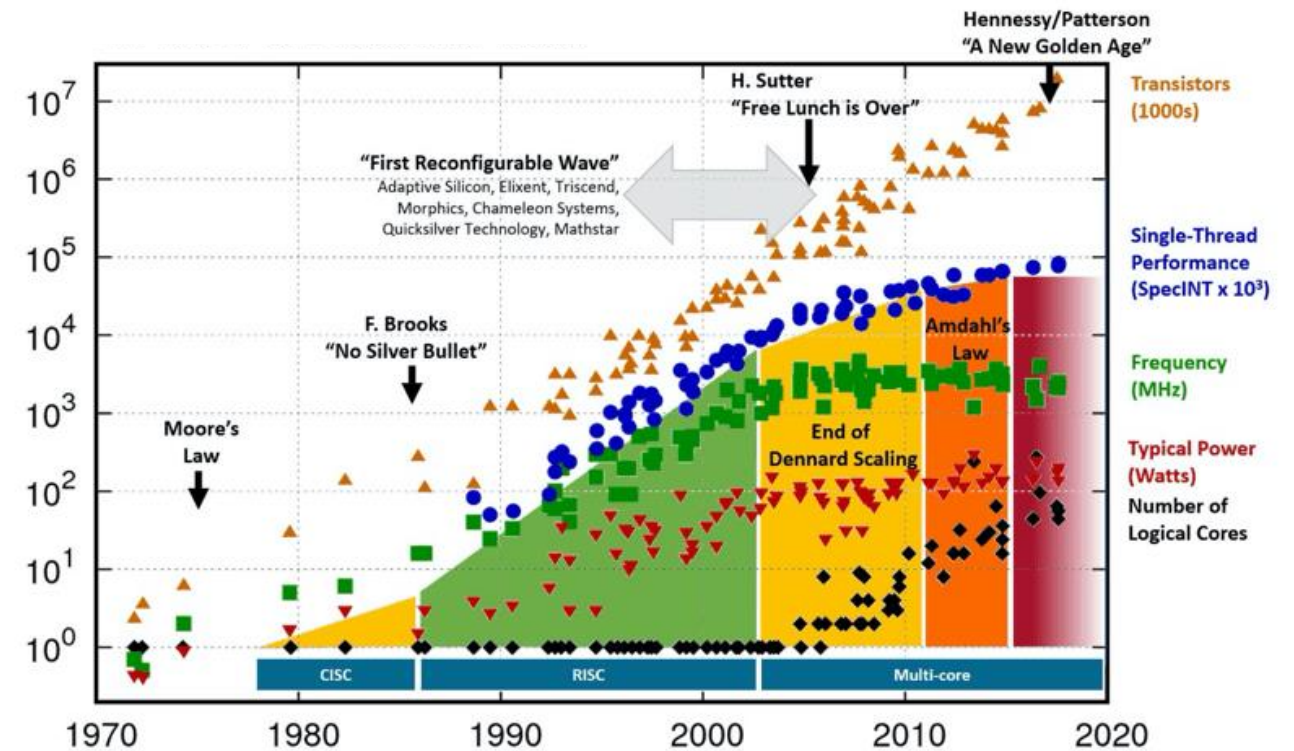 Hennessy/Patterson
“A New Golden Age”
H. Sutter
“Free Lunch is Over”
“First Reconfigurable Wave”
Adaptive Silicon, Elixent, Triscend,
Morphics, Chameleon Systems,
Quicksilver Technology, Mathstar
F. Brooks
“No Silver Bullet”
Moore’s
Law
Amdahl’s
Law
End of
Dennard Scaling
Transistors
(1000s)
Single-Thread
Performance
(SpecINT x 10³)
Frequency
(MHz)
Typical Power
(Watts)
Number of
Logical Cores
10⁷
10⁶
10⁵
10⁴
10³
10²
10¹
10⁰
CISC
RISC
Multi-core
1970
1980
1990
2000
2010
2020